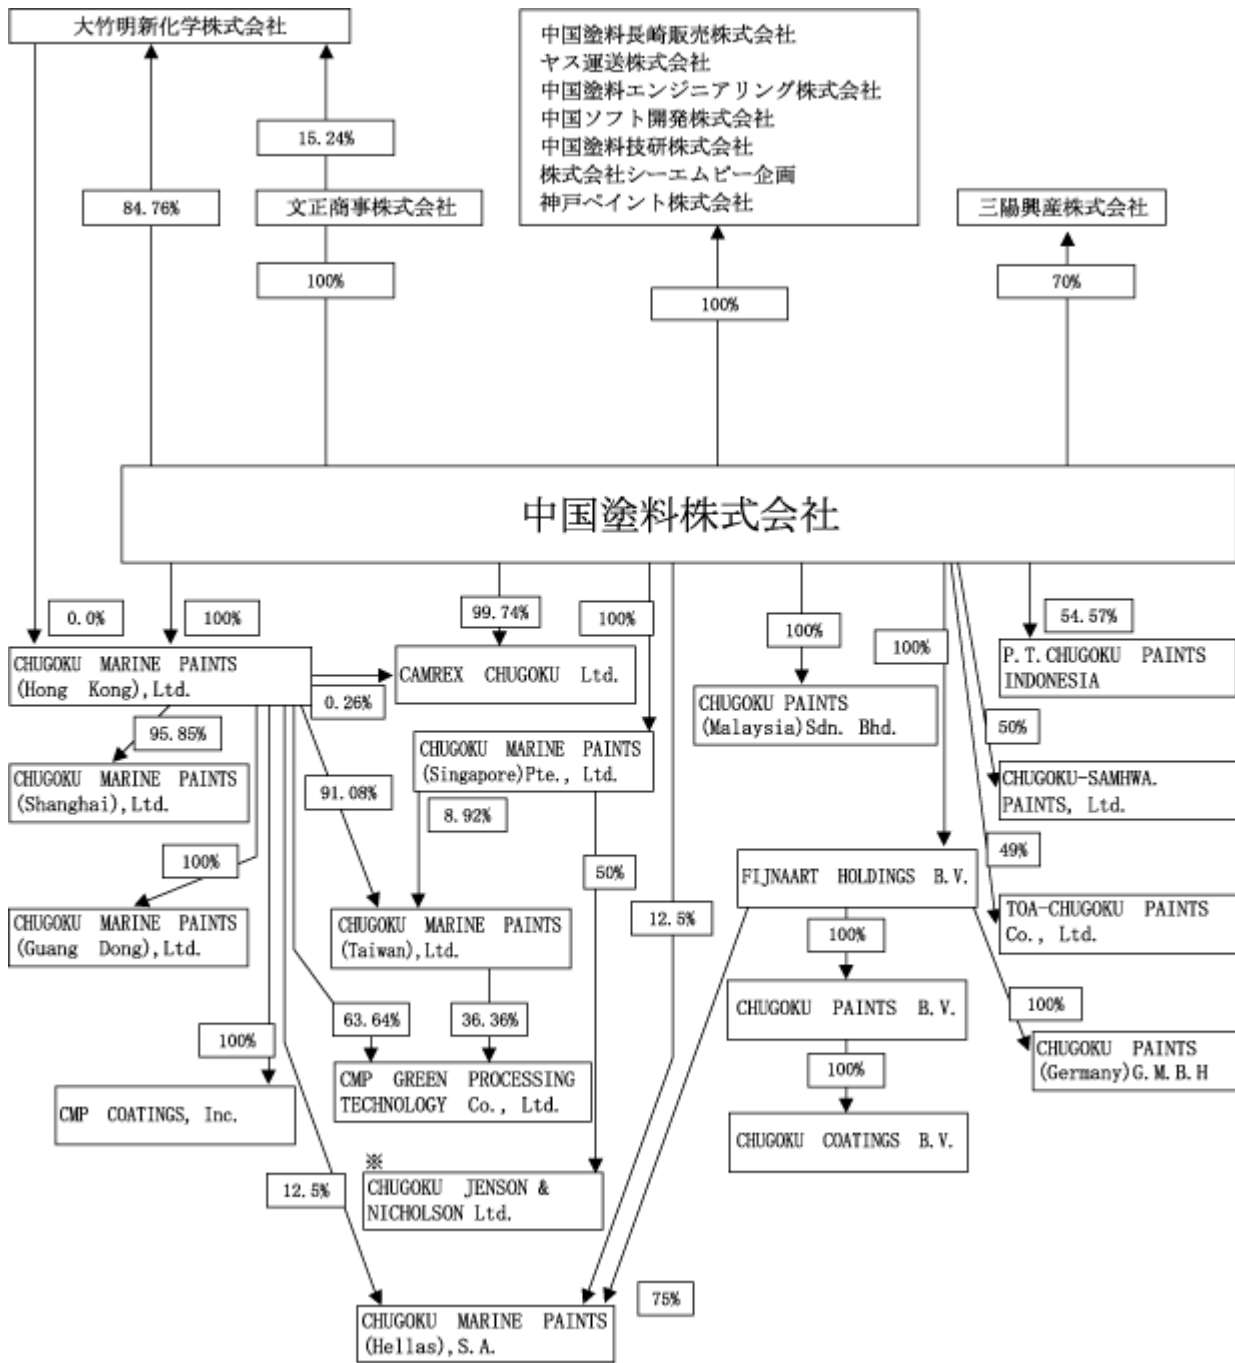 大竹明新化学株式会社
中国塗料長崎販売株式会社
ヤス運送株式会社
中国塗料エンジニアリング株式会社
中国ソフト開発株式会社
中国塗料技研株式会社
株式会社シーエムピー企画
神戸ペイント株式会社
15.24%
84.76%
文正商事株式会社
三陽興産株式会社
100%
70%
100%
中国塗料株式会社
0.0%
100%
99.74%
100%
100%
100%
54.57%
CHUGOKU MARINE PAINTS
(Hong Kong),Ltd.
CAMREX CHUGOKU Ltd.
P.T.CHUGOKU PAINTS
INDONESIA
0.26%
CHUGOKU PAINTS
(Malaysia)Sdn. Bhd.
95.85%
50%
CHUGOKU MARINE PAINTS
(Singapore)Pte., Ltd.
CHUGOKU MARINE PAINTS
(Shanghai),Ltd.
91.08%
CHUGOKU-SAMHWA.
PAINTS, Ltd.
8.92%
100%
50%
49%
FIJNAART HOLDINGS B.V.
CHUGOKU MARINE PAINTS
(Guang Dong),Ltd.
CHUGOKU MARINE PAINTS
(Taiwan),Ltd.
12.5%
TOA-CHUGOKU PAINTS
Co., Ltd.
100%
63.64%
36.36%
CHUGOKU PAINTS B.V.
100%
100%
CHUGOKU PAINTS
(Germany)G.M.B.H
100%
CMP GREEN PROCESSING
TECHNOLOGY Co., Ltd.
CMP COATINGS, Inc.
CHUGOKU COATINGS B.V.
※
CHUGOKU JENSON &
NICHOLSON Ltd.
12.5%
75%
CHUGOKU MARINE PAINTS
(Hellas),S.A.